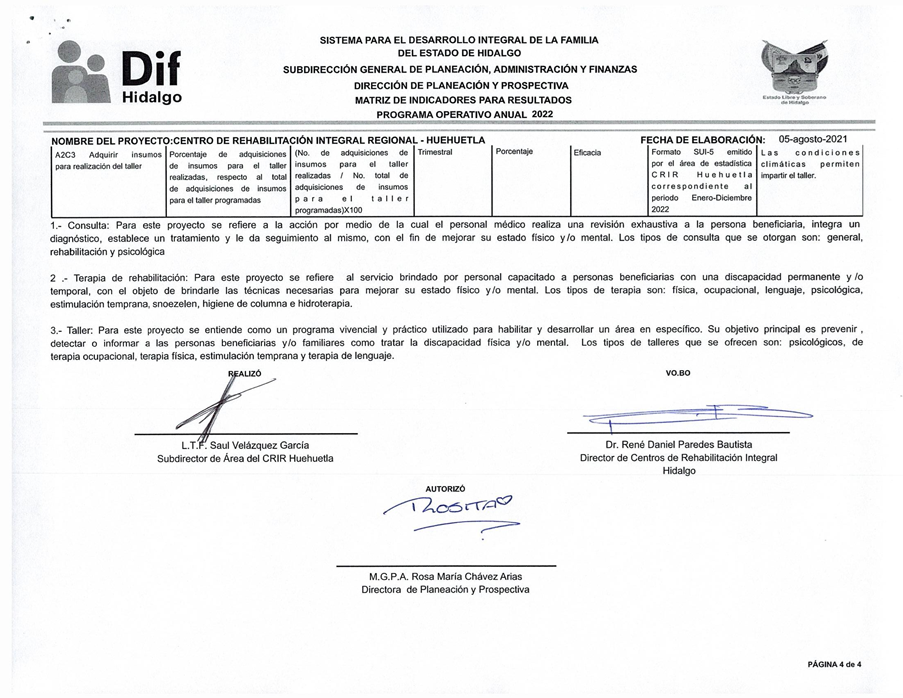 Dif
Hidalgo
SISTEMA PARA EL DESARROLLO INTEGRAL DE LA FAMILIA
DEL ESTADO DE HIDALGO
SUBDIRECCIÓN GENERAL DE PLANEACIÓN, ADMINISTRACIÓN Y FINANZAS
DIRECCIÓN DE PLANEACIÓN Y PROSPECTIVA
MATRIZ DE INDICADORES PARA RESULTADOS
PROGRAMA OPERATIVO ANUAL 2022
Estado Libre y Soberano
de Hidalgo
NOMBRE DEL PROYECTO:CENTRO DE REHABILITACIÓN INTEGRAL REGIONAL - HUEHUETLA
FECHA DE ELABORACIÓN: 05-agosto-2021
A2C3 Adquirir insumos
para realización del taller
Porcentaje de adquisiciones
de insumos para el taller
realizadas, respecto al total
de adquisiciones de insumos
para el taller programadas
(No. de adquisiciones de
insumos para el taller
realizadas / No. total de
adquisiciones de insumos
para el taller
programadas)X100
Trimestral
Porcentaje
Eficacia
Formato SUI-5 emitido
por el área de estadística
CRIR Huehuetla
correspondiente al
periodo Enero-Diciembre
2022
Las condiciones
climáticas permiten
impartir el taller.
1.- Consulta: Para este proyecto se refiere a la acción por medio de la cual el personal médico realiza una revisión exhaustiva a la persona beneficiaria, integra un
diagnóstico, establece un tratamiento y le da seguimiento al mismo, con el fin de mejorar su estado físico y/o mental. Los tipos de consulta que se otorgan son: general,
rehabilitación y psicológica
2 .- Terapia de rehabilitación: Para este proyecto se refiere al servicio brindado por personal capacitado a personas beneficiarias con una discapacidad permanente y /o
temporal, con el objeto de brindarle las técnicas necesarias para mejorar su estado físico y/o mental. Los tipos de terapia son: física, ocupacional, lenguaje, psicológica,
estimulación temprana, snoezelen, higiene de columna e hidroterapia.
3.- Taller: Para este proyecto se entiende como un programa vivencial y práctico utilizado para habilitar y desarrollar un área en específico. Su objetivo principal es prevenir ,
detectar o informar a las personas beneficiarias y/o familiares como tratar la discapacidad física y/o mental. Los tipos de talleres que se ofrecen son: psicológicos, de
terapia ocupacional, terapia física, estimulación temprana y terapia de lenguaje.
REALIZÓ
VO.BO
L.T.F. Saul Velázquez García
Subdirector de Área del CRIR Huehuetla
Dr. René Daniel Paredes Bautista
Director de Centros de Rehabilitación Integral
Hidalgo
AUTORIZÓ
ROSITA
M.G.P.A. Rosa María Chávez Arias
Directora de Planeación y Prospectiva
PÁGINA 4 de 4